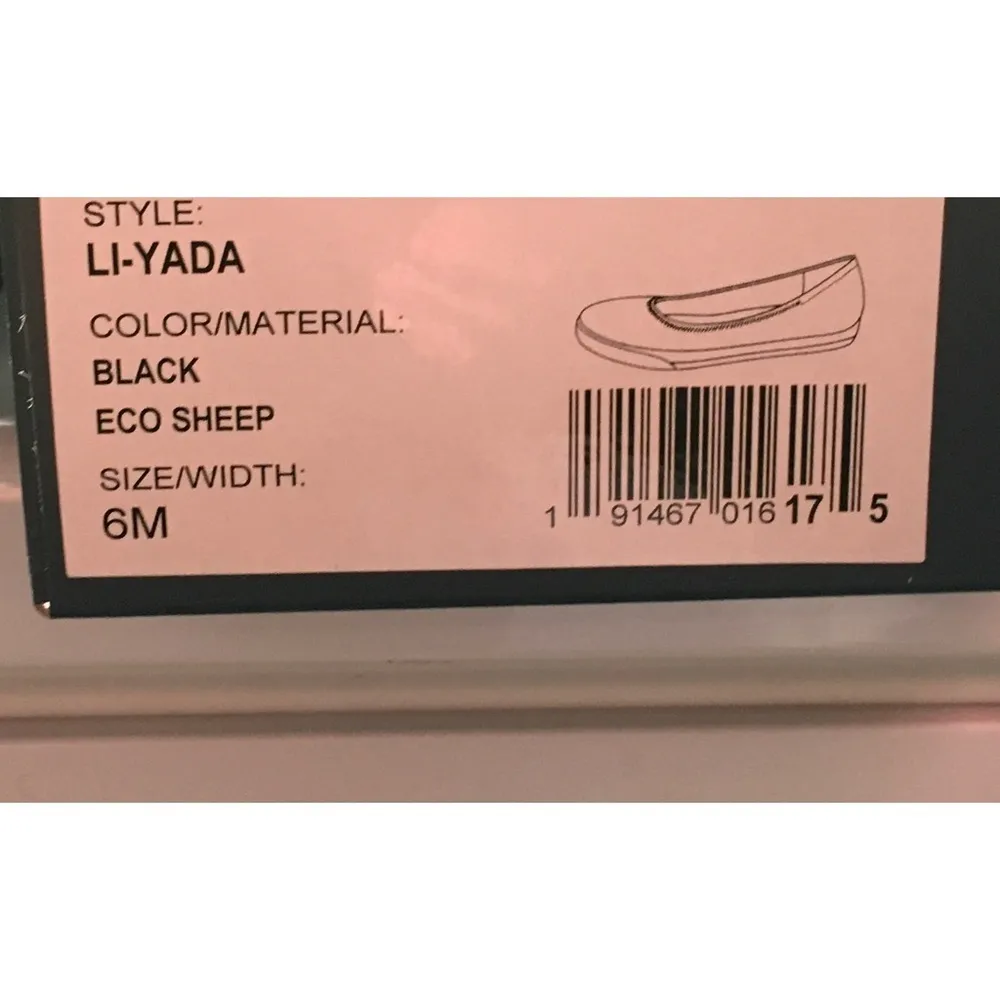 STYLE:
LI-YADA
COLOR/MATERIAL:
BLACK
ECO SHEEP
SIZE/WIDTH:
6M
1 91467 016 17 5